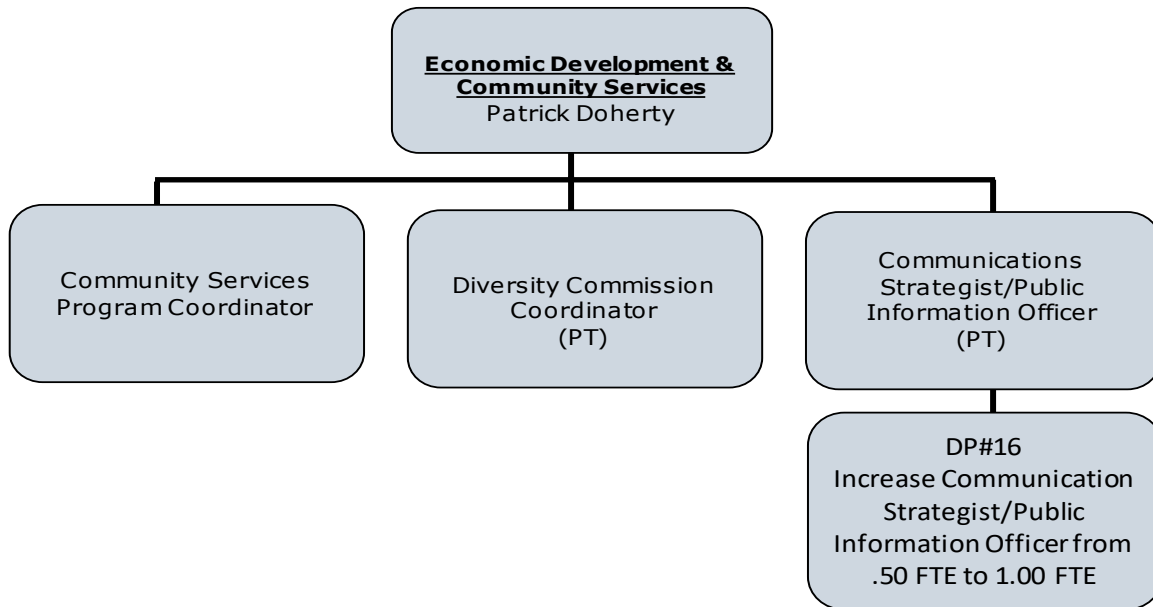 Economic Development &
Community Services
Patrick Doherty
Community Services
Program Coordinator
Diversity Commission
Coordinator
(PT)
Communications
Strategist/Public
Information Officer
(PT)
DP#16
Increase Communication
Strategist/Public
Information Officer from
.50 FTE to 1.00 FTE